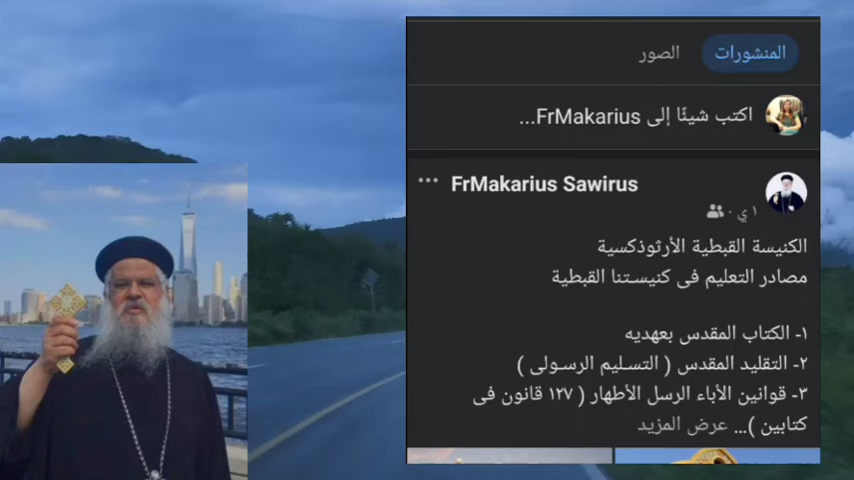 المنشورات الصور
اكتب شيئًا إلى FrMakarius...
FrMakarius Sawirus
١ ي
الكنيسة القبطية الأرثوذكسية
مصادر التعليم فى كنيستنا القبطية
١- الكتاب المقدس بعهديه
٢- التقليد المقدس ( التسليم الرسولى )
٣- قوانين الأباء الرسل الأطهار ( ١٢٧ قانون فى
كتابين )... عرض المزيد